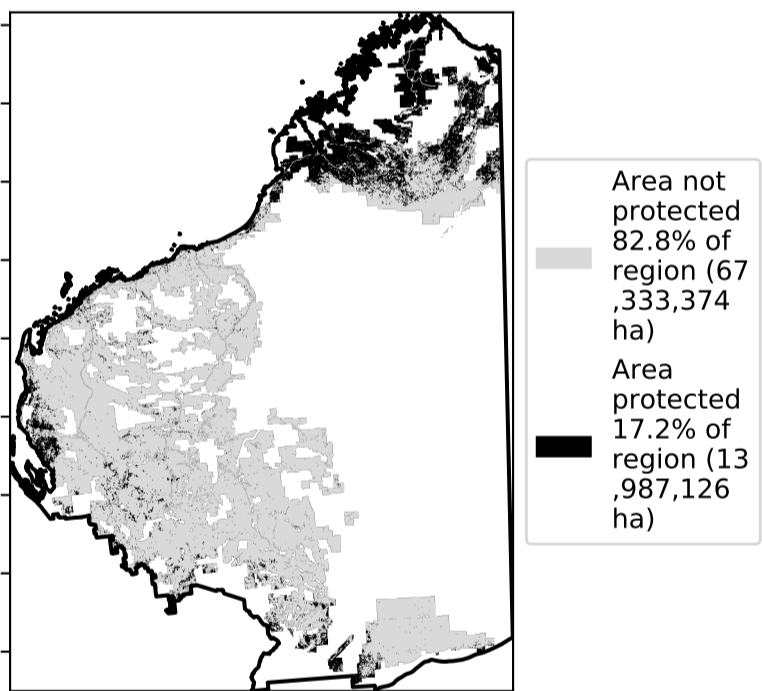 Area not
protected
82.8% of
region (67
,333,374
ha)
Area
protected
17.2% of
region (13
,987,126
ha)